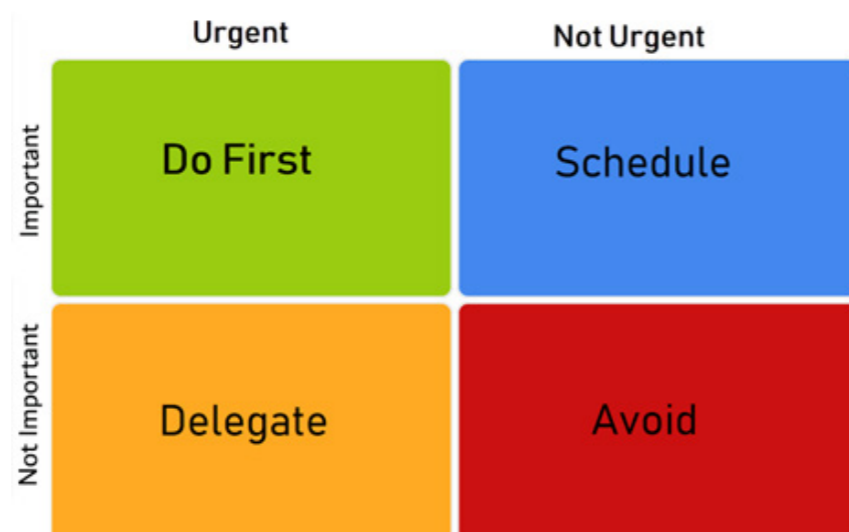 Urgent
Not Urgent
Important
Do First
Schedule
Not Important
Delegate
Avoid